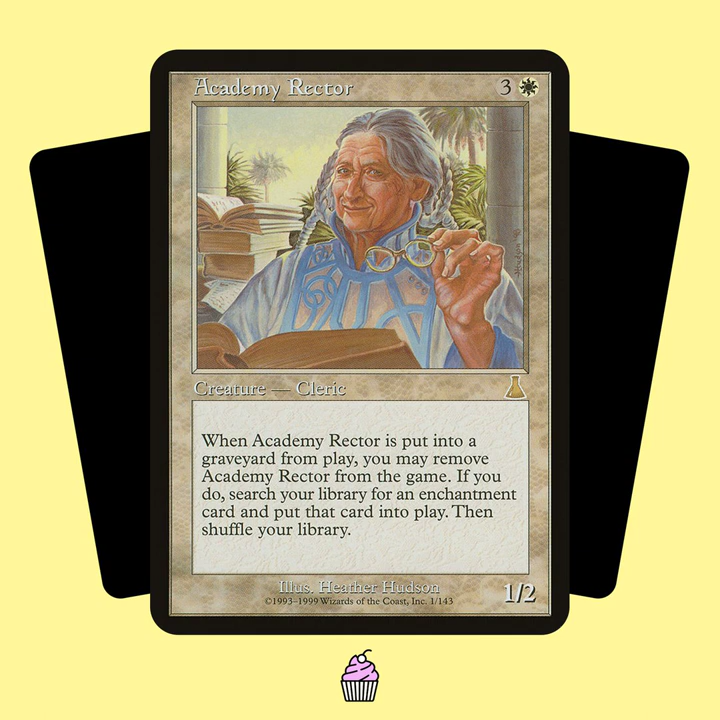 Academy Rector 3
Creature — Cleric
When Academy Rector is put into a
graveyard from play, you may remove
Academy Rector from the game. If you
do, search your library for an enchantment
card and put that card into play. Then
shuffle your library.
Illus. Heather Hudson
©1993–1999 Wizards of the Coast, Inc. 1/143
1/2